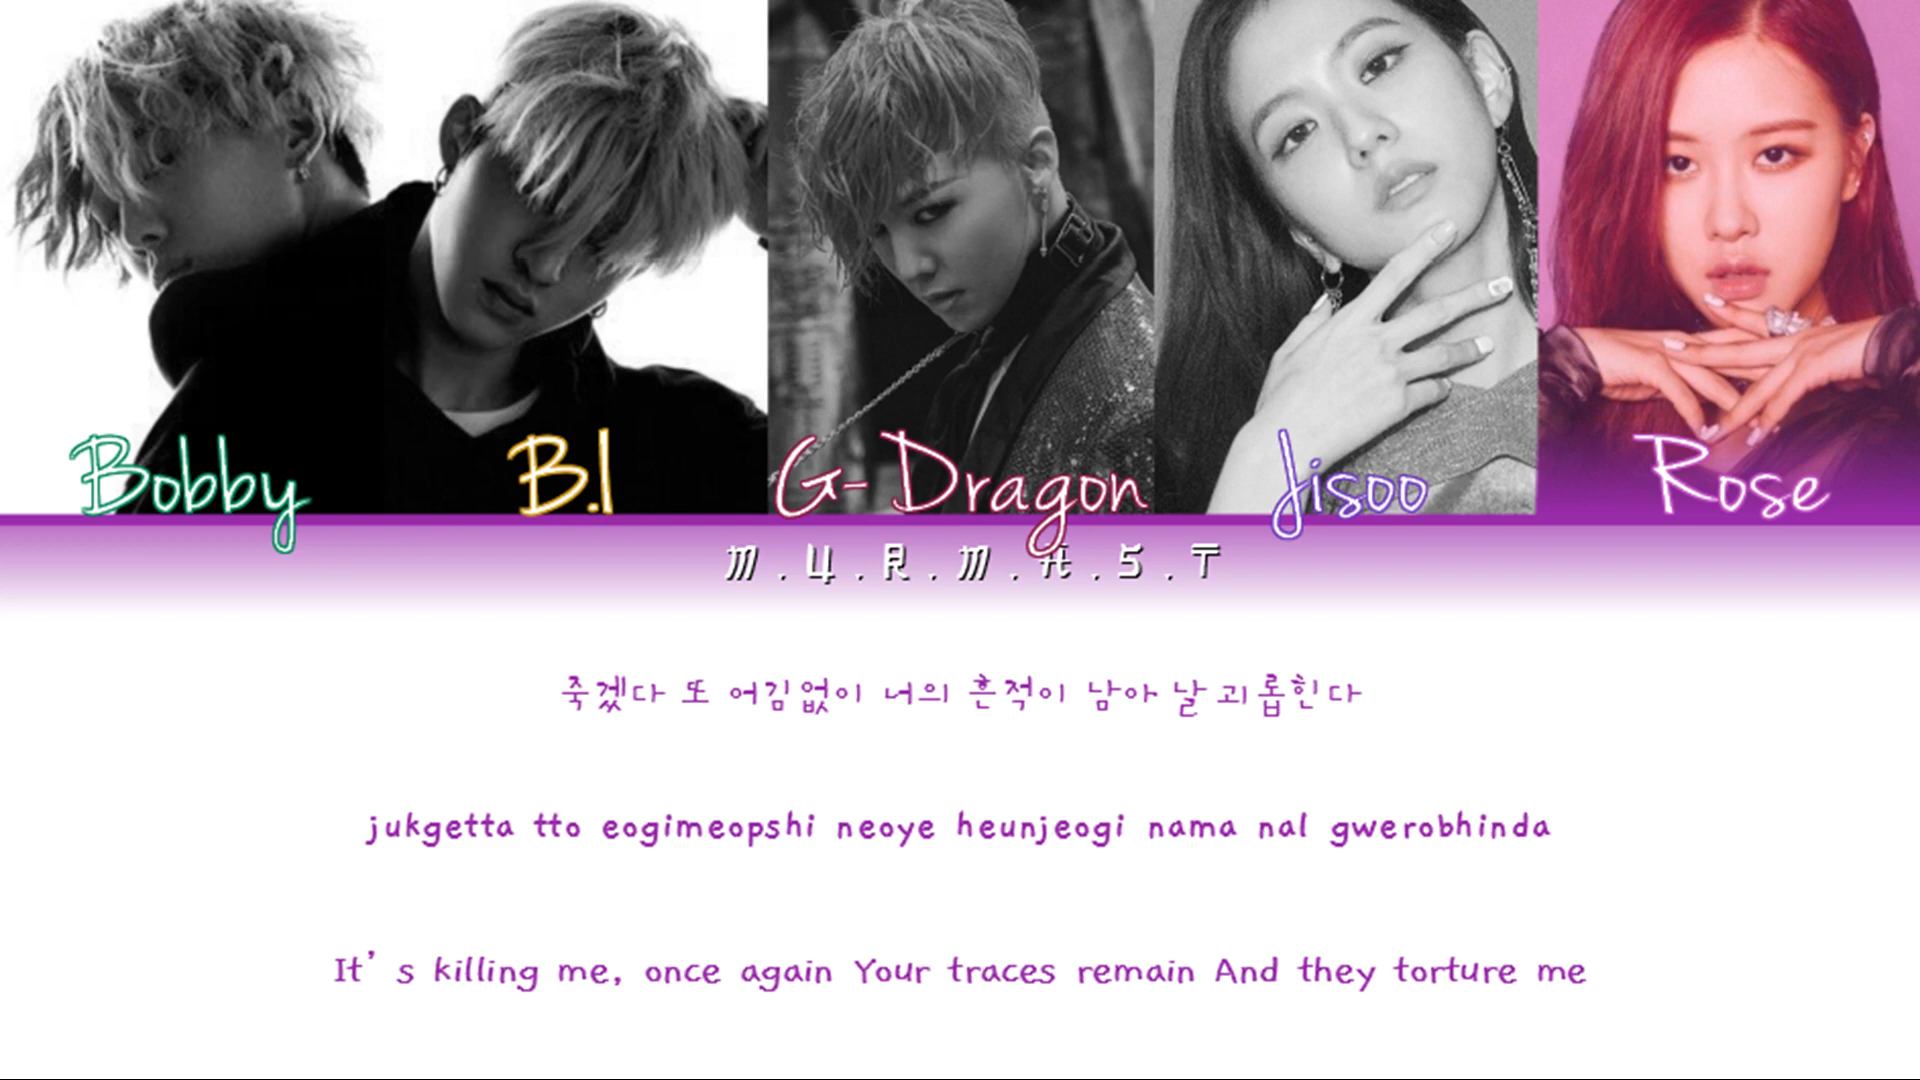 Bobby B.I G-Dragon Jisoo Rose
M.U.R.M.A.S.T
죽겠다 또 어김없이 너의 흔적이 남아 날 괴롭힌다
jukgetta tto eogimeopshi neoye heunjeogi nama nal gwerobhinda
It's killing me, once again Your traces remain And they torture me